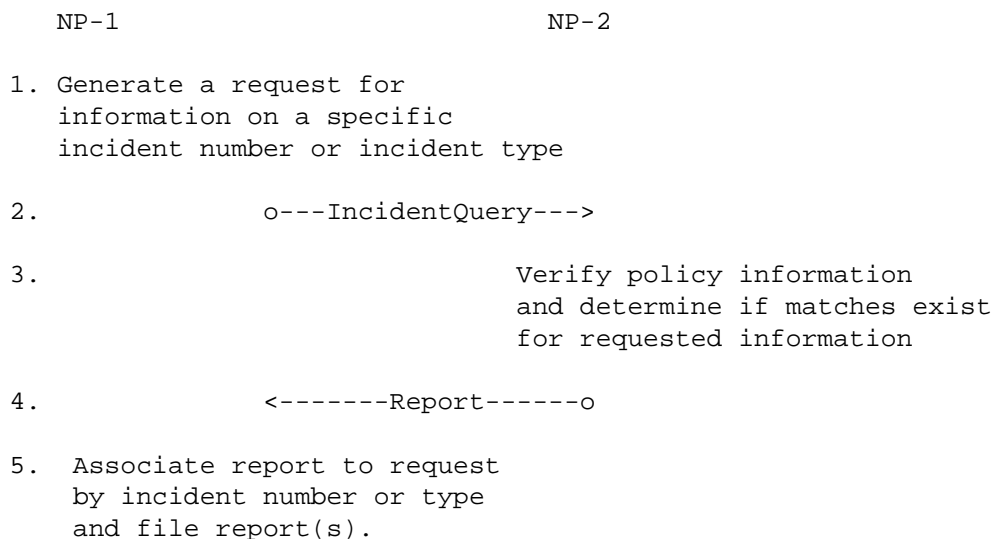 NP-1 NP-2
1. Generate a request for
information on a specific
incident number or incident type
2. o---IncidentQuery--->
3. Verify policy information
and determine if matches exist
for requested information
4. <-------Report------o
5. Associate report to request
by incident number or type
and file report(s).